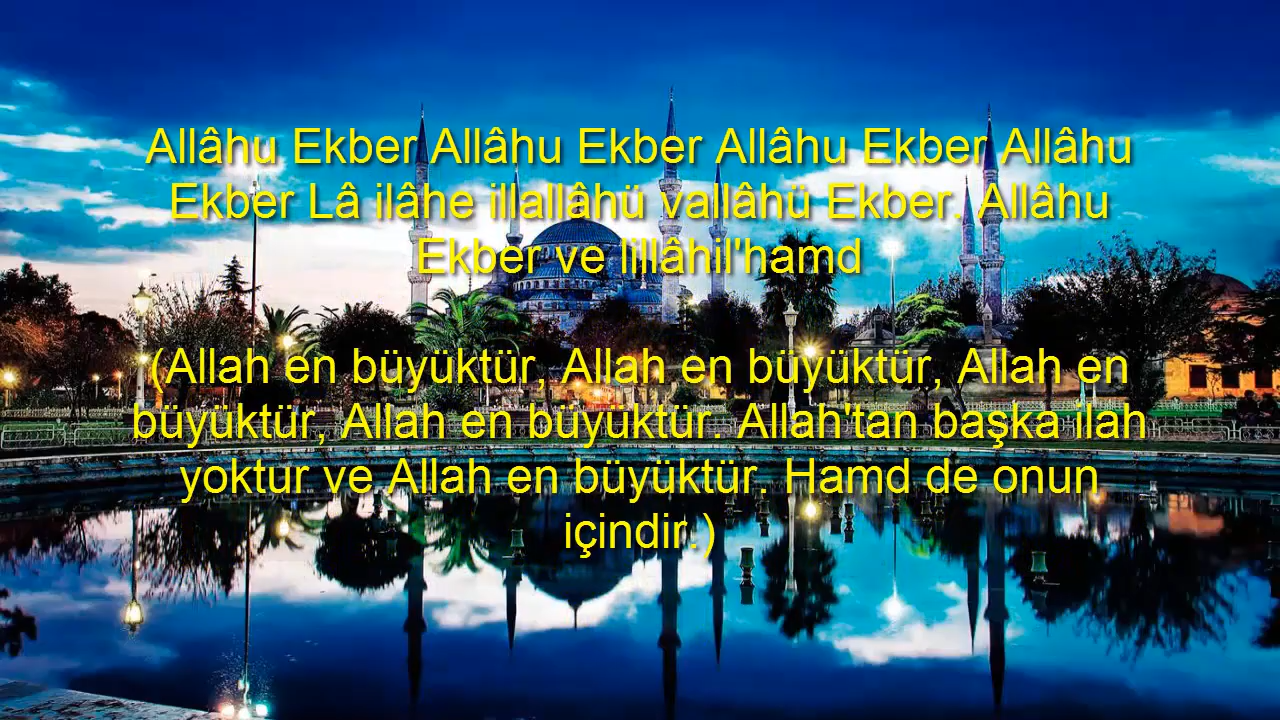 Allâhu Ekber Allâhu Ekber Allâhu Ekber Allâhu
Ekber Lâ ilâhe illallâhü vallâhü Ekber. Allâhu
Ekber ve lillâhil'hamd
(Allah en büyüktür, Allah en büyüktür, Allah en
büyüktür, Allah en büyüktür. Allah'tan başka ilah
yoktur ve Allah en büyüktür. Hamd de onun
içindir.)